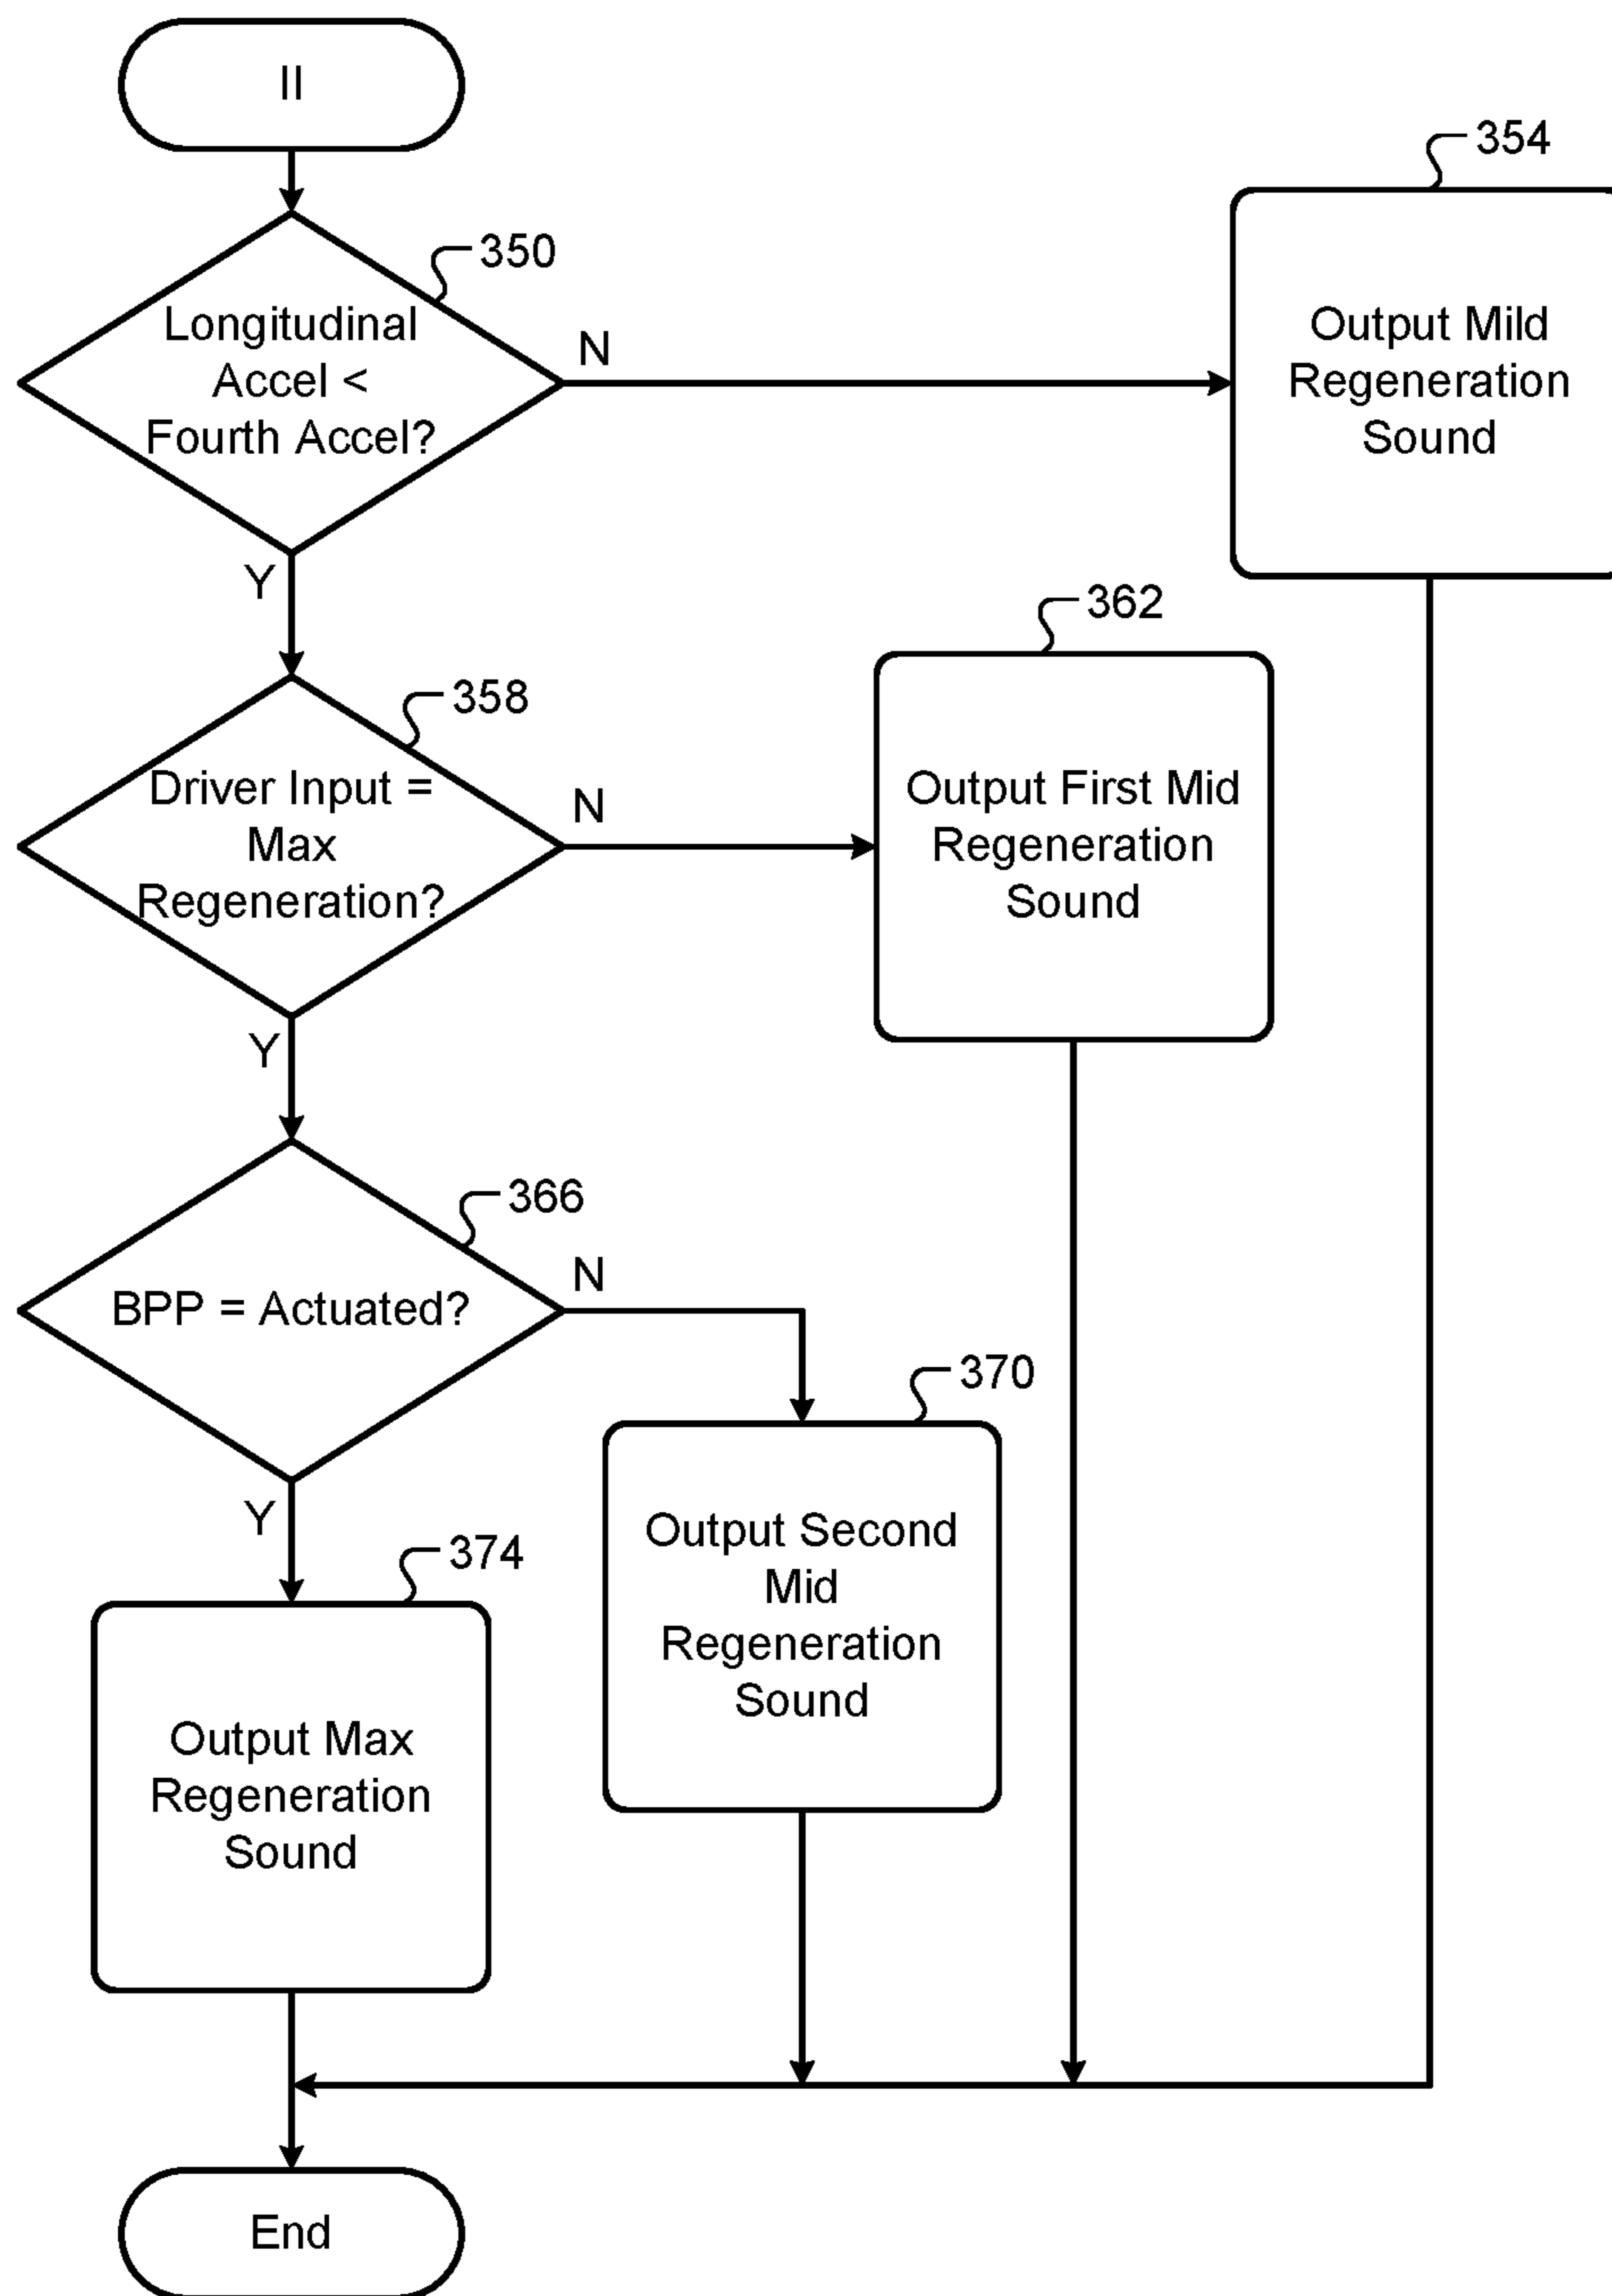 II
354
350
Longitudinal
Accel <
Fourth Accel?
N
Output Mild
Regeneration
Sound
Y
362
358
Driver Input =
Max
Regeneration?
N
Output First Mid
Regeneration
Sound
Y
366
BPP = Actuated?
N
370
Y
374
Output Second
Mid
Regeneration
Sound
Output Max
Regeneration
Sound
End